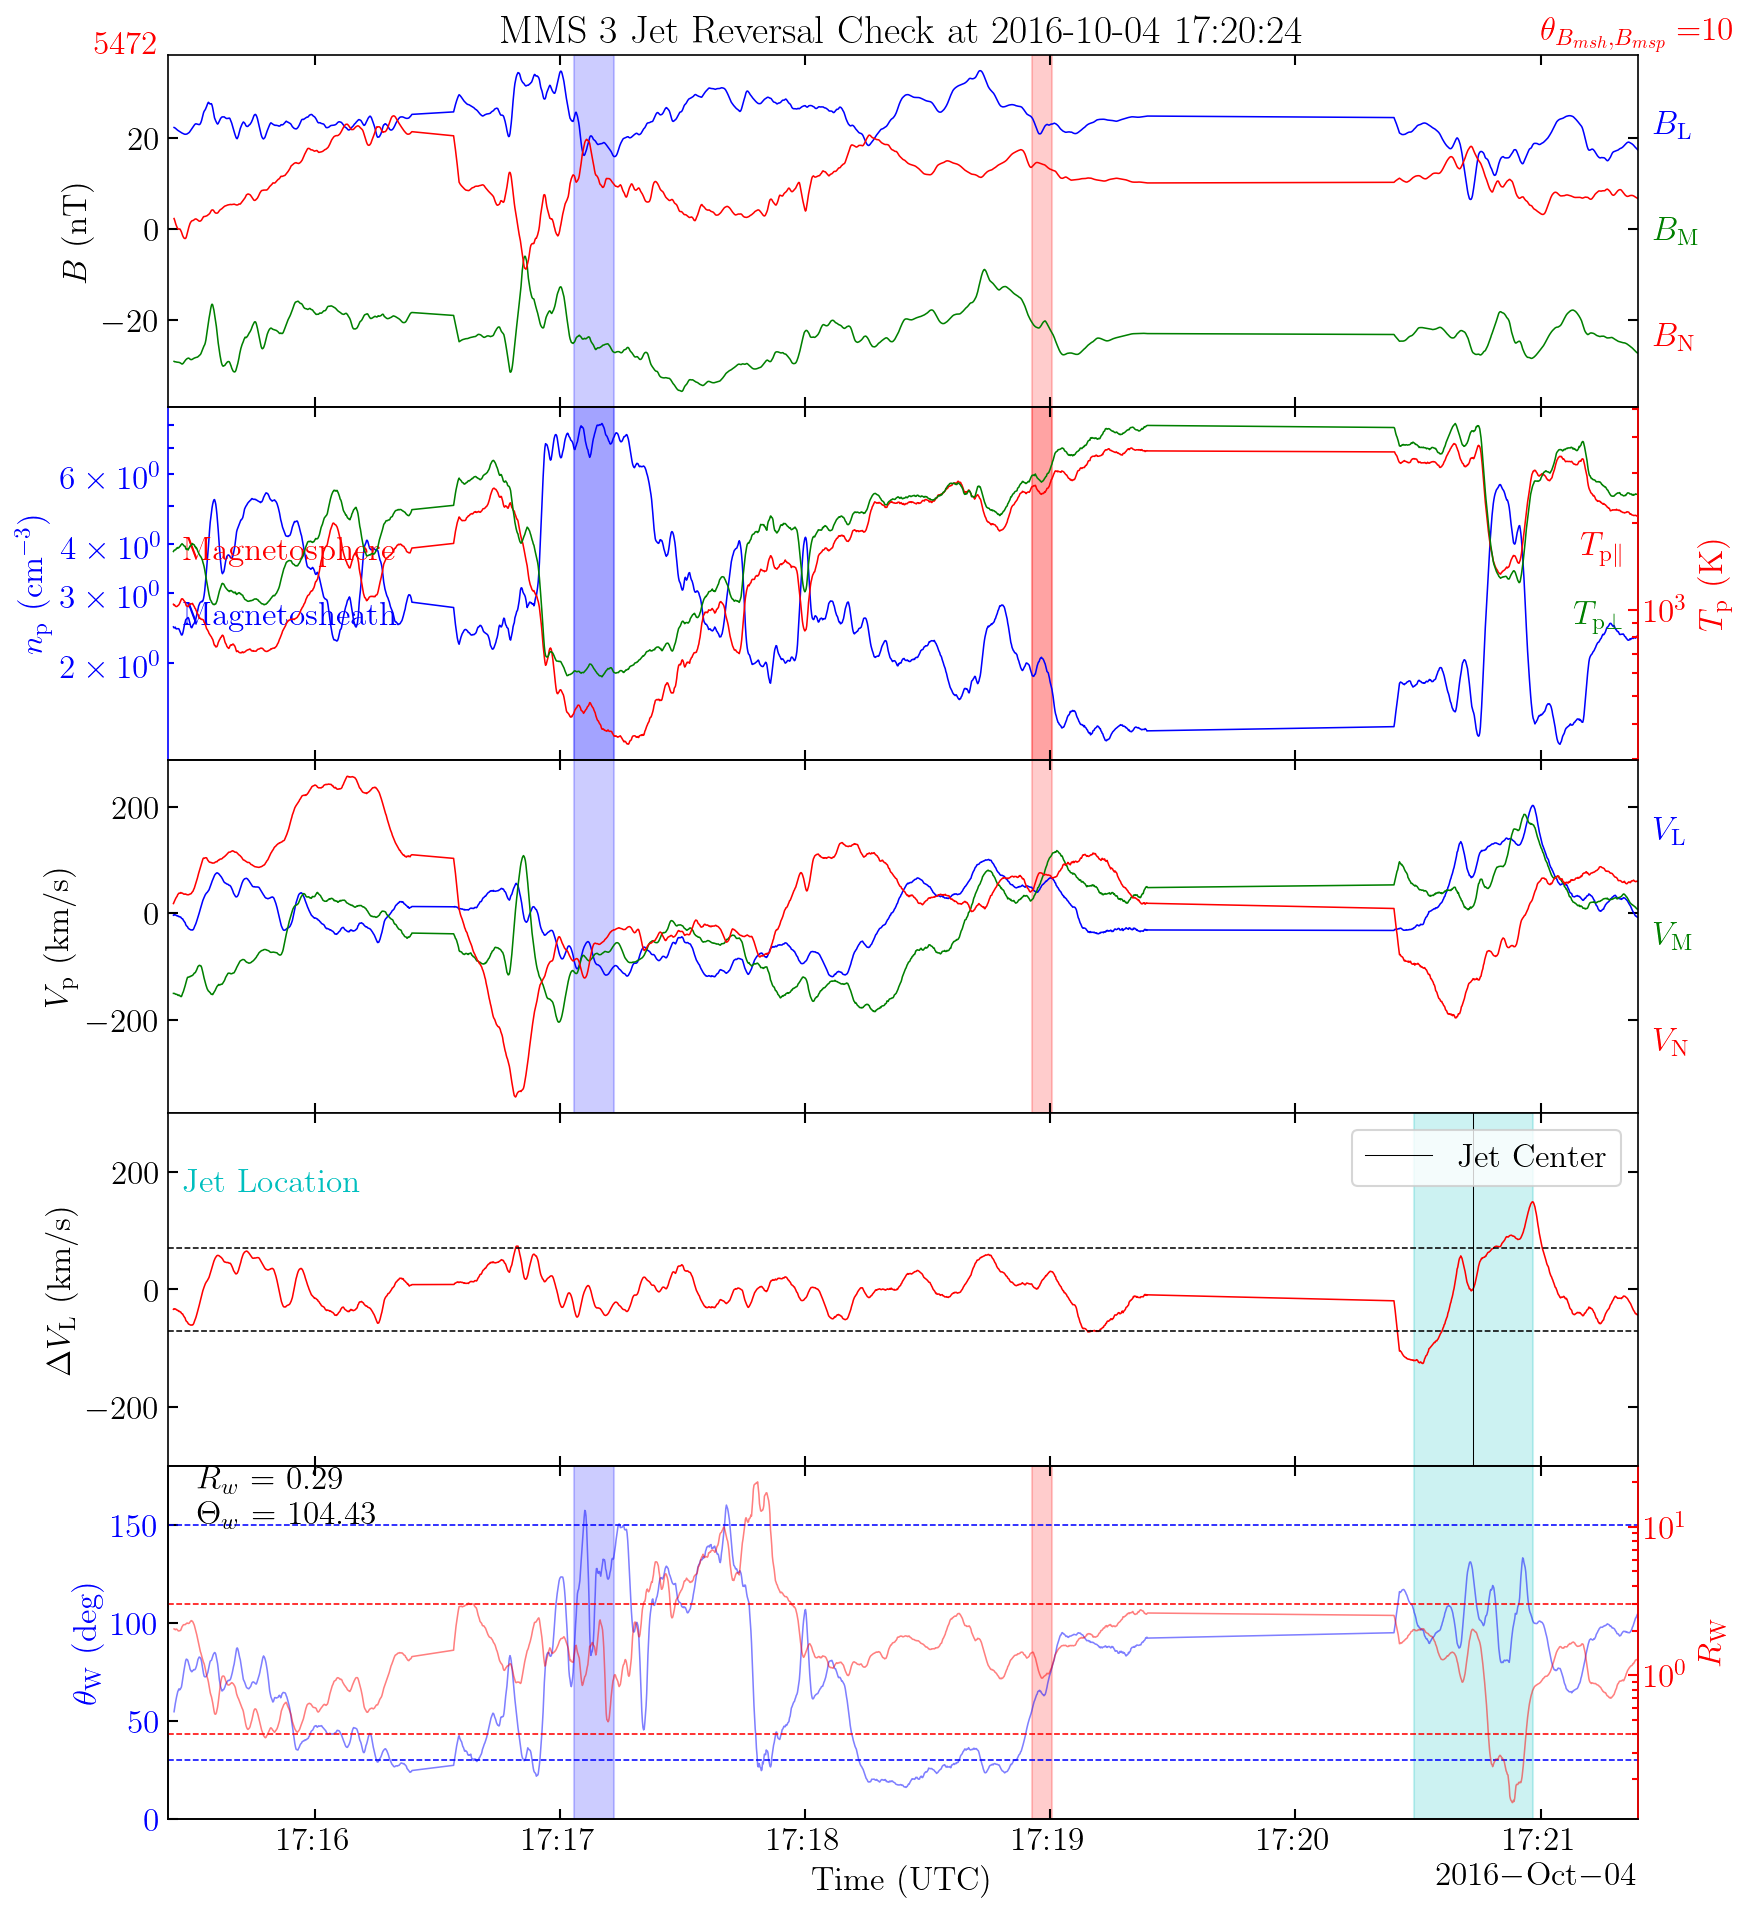 MMS 3 Jet Reversal Check at 2016-10-04 17:20:24
5472
θ_{B_{msh},B_{msp}} =10
B (nT)
20
0
−20
B_L
B_M
B_N
n_p (cm^{−3})
6 × 10^0
4 × 10^0
3 × 10^0
2 × 10^0
Magnetosphere
Magnetosheath
T_{p∥}
T_{p⊥}
10^3
T_p (K)
V_p (km/s)
200
0
−200
V_L
V_M
V_N
ΔV_L (km/s)
200
0
−200
Jet Location
Jet Center
R_w = 0.29
Θ_w = 104.43
θ_W (deg)
150
100
50
0
10^1
10^0
R_W
17:16 17:17 17:18 17:19 17:20 17:21
Time (UTC)
2016−Oct−04